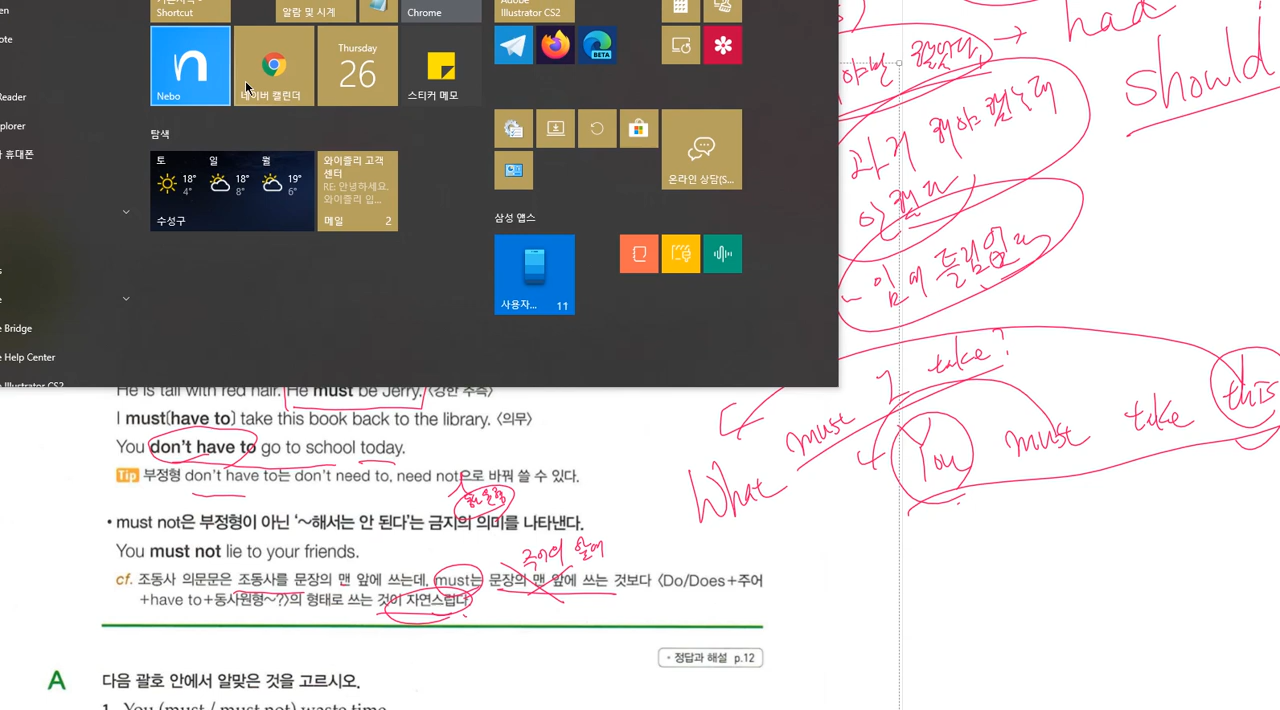 Shortcut
알람 및 시계
Chrome
Adobe
Illustrator CS2
Nebo
네이버 캘린더
Thursday
26
스티커 메모
BETA
Reader
탐색
토 일 월
18° 18° 19°
4° 8° 6°
수성구
와이즐리 고객
센터
RE: 안녕하세요.
와이즐리 입...
메일 2
온라인 상담(S...
삼성 앱스
사용자... 11
Bridge
Help Center
Illustrator CS2
He is tall with red hair. He must be Jerry. <강한 추측>
I must[have to] take this book back to the library. <의무>
You don't have to go to school today.
Tip 부정형 don't have to는 don't need to, need not으로 바꿔 쓸 수 있다.
• must not은 부정형이 아닌 '~해서는 안 된다'는 금지의 의미를 나타낸다.
You must not lie to your friends.
주어의 앞에
cf. 조동사 의문문은 조동사를 문장의 맨 앞에 쓰는데, must는 문장의 맨 앞에 쓰는 것보다 <Do/Does+주어
+have to+동사원형~?>의 형태로 쓰는 것이 자연스럽다.
• 정답과 해설 p.12
A 다음 괄호 안에서 알맞은 것을 고르시오.
1. You (must / must not) waste time.
→ had
should
What must I take?
You must take this